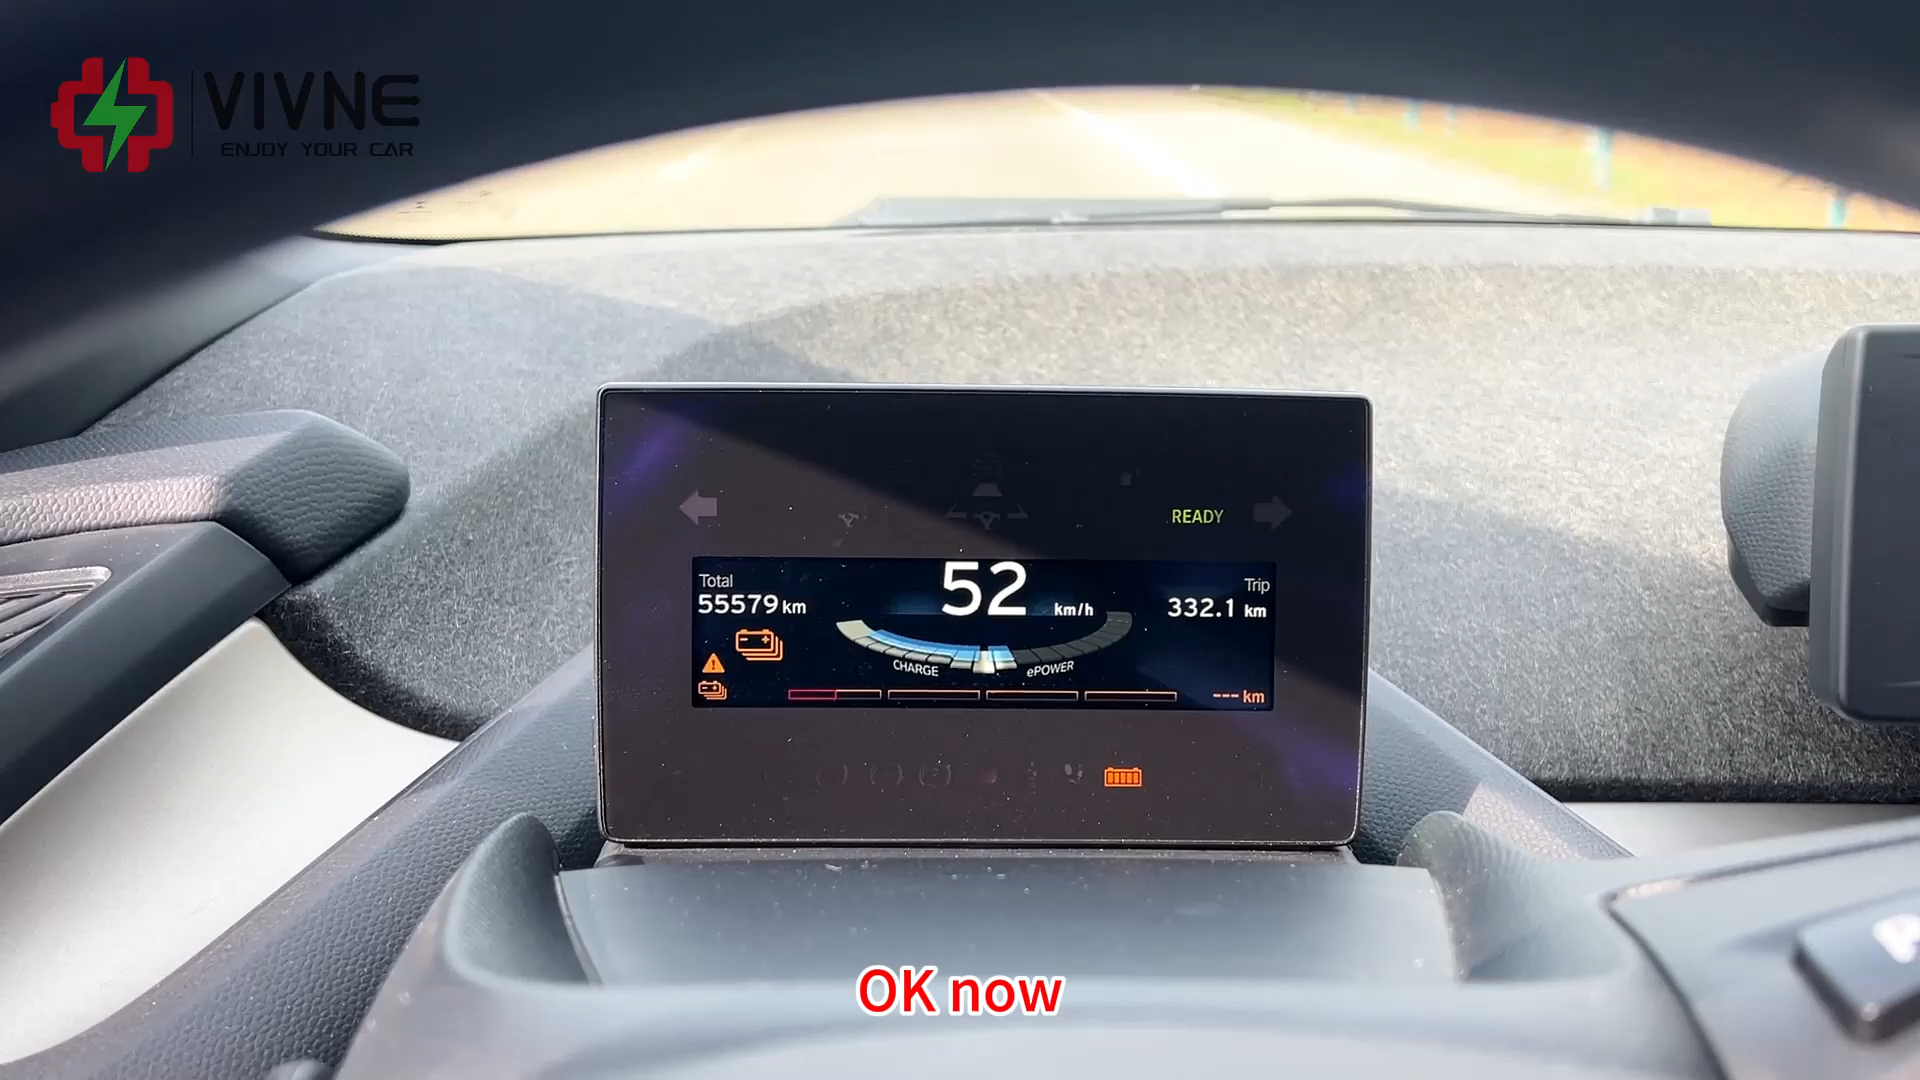 VIVNE
ENJOY YOUR CAR
READY
Total
55579 km
52 km/h
Trip
332.1 km
CHARGE
ePOWER
--- km
OK now